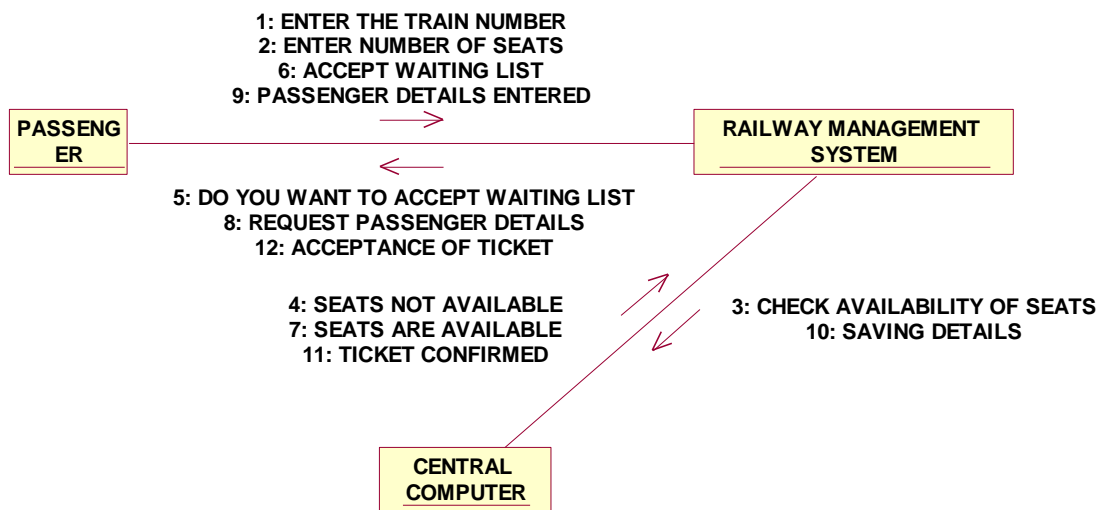 1: ENTER THE TRAIN NUMBER
2: ENTER NUMBER OF SEATS
6: ACCEPT WAITING LIST
9: PASSENGER DETAILS ENTERED
PASSENG
ER
RAILWAY MANAGEMENT
SYSTEM
5: DO YOU WANT TO ACCEPT WAITING LIST
8: REQUEST PASSENGER DETAILS
12: ACCEPTANCE OF TICKET
4: SEATS NOT AVAILABLE
7: SEATS ARE AVAILABLE
11: TICKET CONFIRMED
3: CHECK AVAILABILITY OF SEATS
10: SAVING DETAILS
CENTRAL
COMPUTER